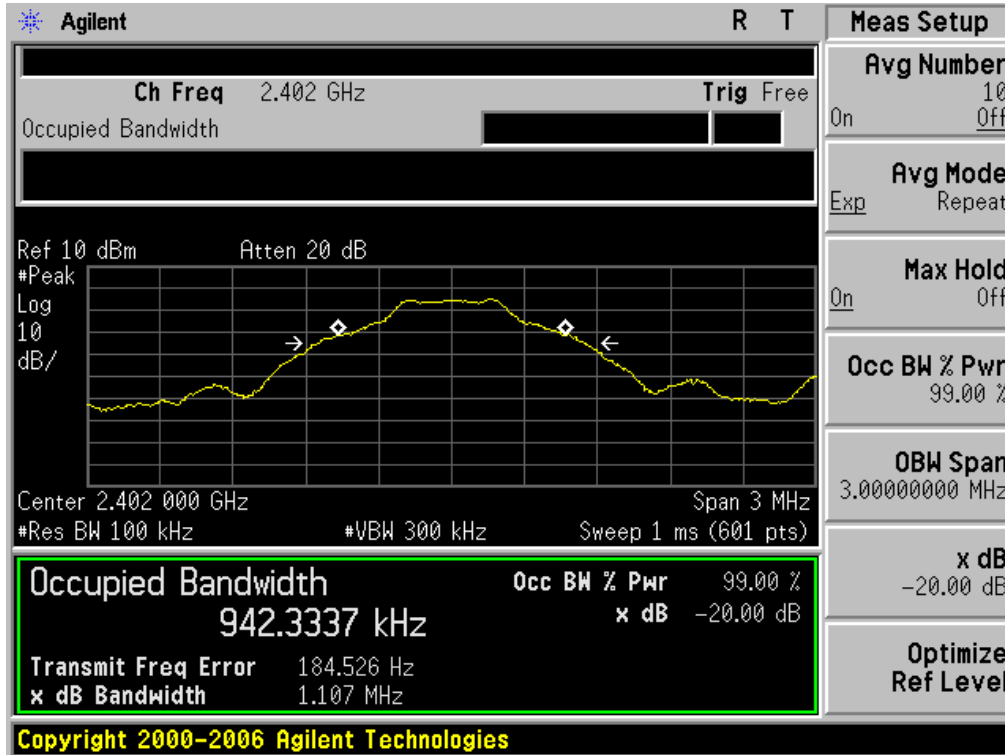 Agilent R T Meas Setup
Ch Freq 2.402 GHz Trig Free
Occupied Bandwidth
Avg Number
10
On Off
Avg Mode
Exp Repeat
Max Hold
On Off
Occ BW % Pwr
99.00 %
OBW Span
3.00000000 MHz
x dB
-20.00 dB
Optimize
Ref Level
Ref 10 dBm Atten 20 dB
#Peak
Log
10
dB/
Center 2.402 000 GHz Span 3 MHz
#Res BW 100 kHz #VBW 300 kHz Sweep 1 ms (601 pts)
Occupied Bandwidth Occ BW % Pwr 99.00 %
942.3337 kHz x dB -20.00 dB
Transmit Freq Error 184.526 Hz
x dB Bandwidth 1.107 MHz
Copyright 2000-2006 Agilent Technologies